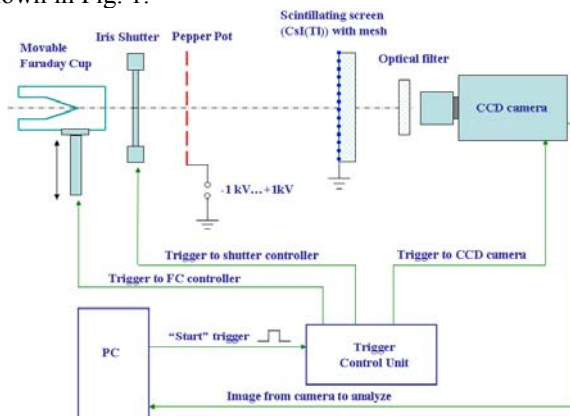 own in Fig. 1.
Scintillating screen
(CsI(Tl)) with mesh
Iris Shutter
Pepper Pot
Movable
Faraday Cup
Optical filter
CCD camera
-1 kV...+1kV
Trigger to shutter controller
Trigger to CCD camera
Trigger to FC controller
"Start" trigger
PC
Trigger
Control Unit
Image from camera to analyze